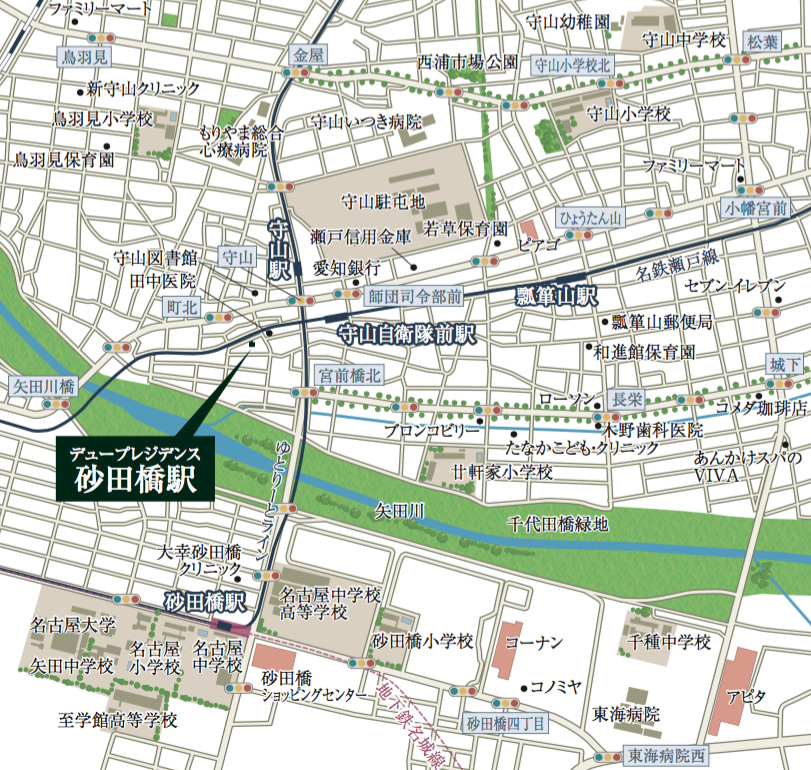 ファミリーマート
鳥羽見
新守山クリニック
鳥羽見小学校
鳥羽見保育園
金屋
もりやま総合
心療病院
守山いつき病院
西浦市場公園
守山幼稚園
守山中学校
松葉
守山小学校北
守山小学校
ファミリーマート
小幡宮前
守山駐屯地
瀬戸信用金庫
若草保育園
ピアゴ
ひょうたん山
守山駅
守山図書館
守山
田中医院
愛知銀行
町北
師団司令部前
瓢箪山駅
名鉄瀬戸線
セブン-イレブン
守山自衛隊前駅
瓢箪山郵便局
和進館保育園
矢田川橋
宮前橋北
城下
ローソン
長栄
コメダ珈琲店
ブロンコビリー
木野歯科医院
たなかこども・クリニック
廿軒家小学校
あんかけスパの
VIVA
デュープレジデンス
砂田橋駅
ゆとりーとライン
矢田川
千代田橋緑地
大幸砂田橋
クリニック
砂田橋駅
名古屋中学校
高等学校
名古屋大学
矢田中学校
名古屋
小学校
名古屋
中学校
砂田橋小学校
コーナン
千種中学校
砂田橋
ショッピングセンター
コノミヤ
アピタ
至学館高等学校
地下鉄名城線
砂田橋四丁目
東海病院
東海病院西